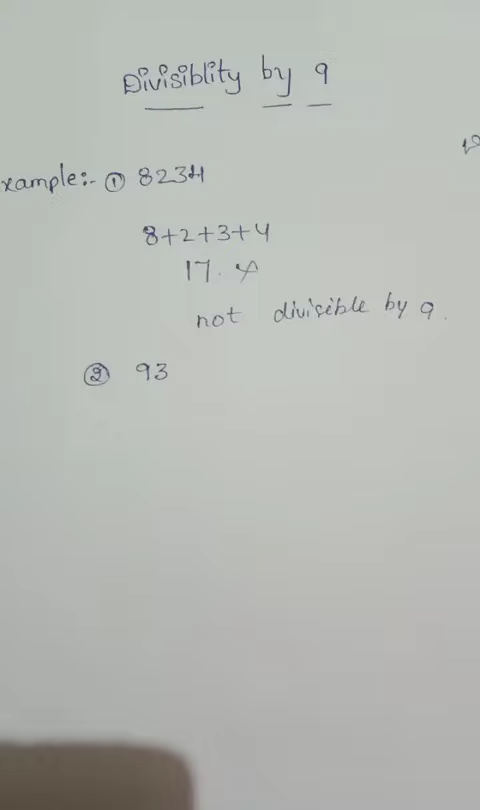 Divisiblity by 9
xample:- ① 8234
8+2+3+4
17. ✗
not divisible by 9.
② 93